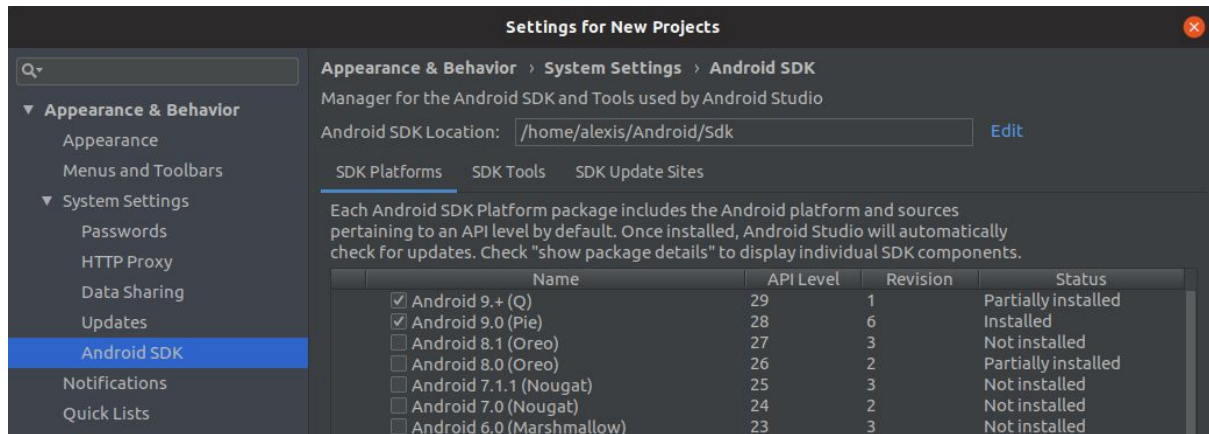 Settings for New Projects
Appearance & Behavior
Appearance
Menus and Toolbars
System Settings
Passwords
HTTP Proxy
Data Sharing
Updates
Android SDK
Notifications
Quick Lists
Appearance & Behavior › System Settings › Android SDK
Manager for the Android SDK and Tools used by Android Studio
Android SDK Location: /home/alexis/Android/Sdk Edit
SDK Platforms SDK Tools SDK Update Sites
Each Android SDK Platform package includes the Android platform and sources
pertaining to an API level by default. Once installed, Android Studio will automatically
check for updates. Check "show package details" to display individual SDK components.
Name API Level Revision Status
Android 9.+ (Q) 29 1 Partially installed
Android 9.0 (Pie) 28 6 Installed
Android 8.1 (Oreo) 27 3 Not installed
Android 8.0 (Oreo) 26 2 Partially installed
Android 7.1.1 (Nougat) 25 3 Not installed
Android 7.0 (Nougat) 24 2 Not installed
Android 6.0 (Marshmallow) 23 3 Not installed